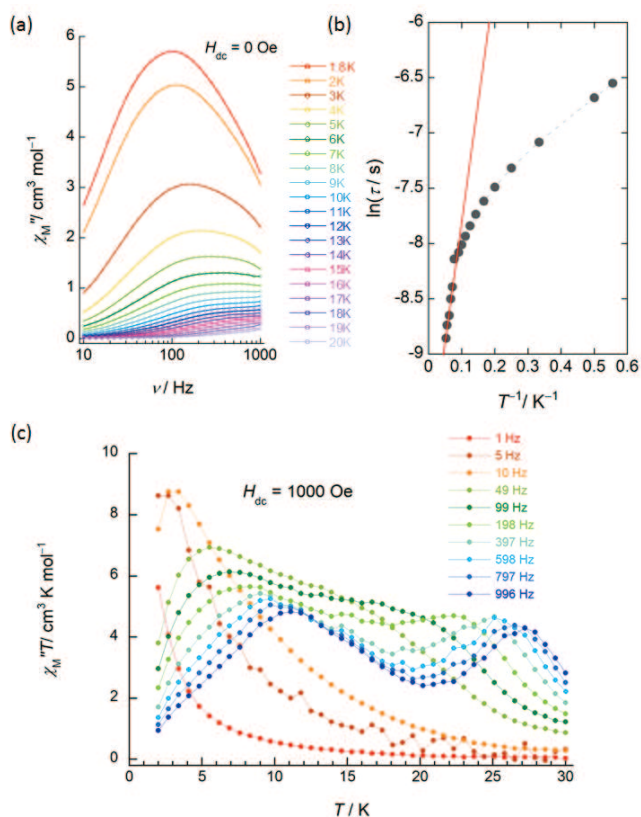 (a)
H_dc = 0 Oe
χ_M″/ cm³ mol⁻¹
6
5
4
3
2
1
0
10
100
1000
ν / Hz
1.8K
2K
3K
4K
5K
6K
7K
8K
9K
10K
11K
12K
13K
14K
15K
16K
17K
18K
19K
20K
(b)
ln(τ / s)
-6
-6.5
-7
-7.5
-8
-8.5
-9
0
0.1
0.2
0.3
0.4
0.5
0.6
T⁻¹/ K⁻¹
(c)
H_dc = 1000 Oe
χ_M″T/ cm³ K mol⁻¹
10
8
6
4
2
0
0
5
10
15
20
25
30
T / K
1 Hz
5 Hz
10 Hz
49 Hz
99 Hz
198 Hz
397 Hz
598 Hz
797 Hz
996 Hz